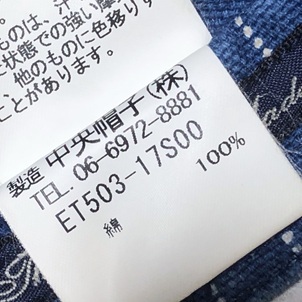 ものは、汗
状態での強い摩
、他のものに色移り
ことがあります。
製造 中央帽子(株)
TEL. 06-6972-8881
ET503-17S00
綿 100%